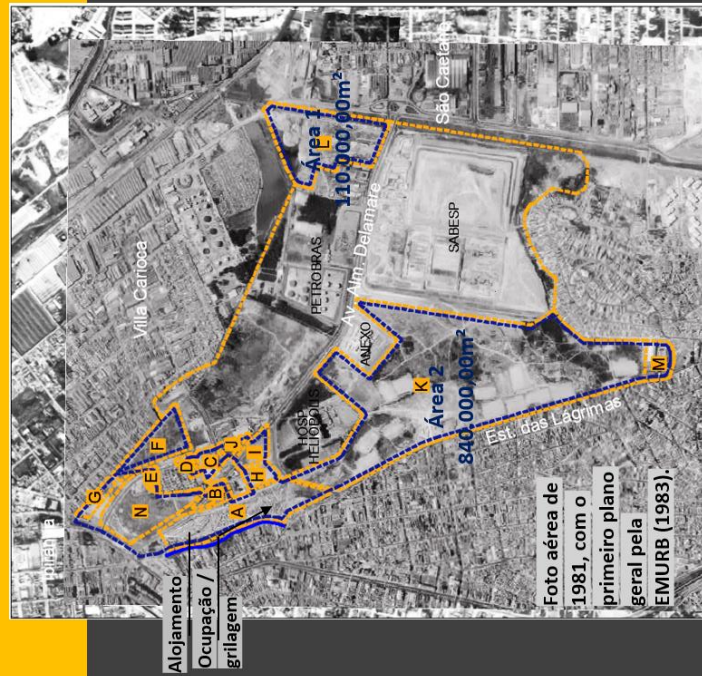 São Caetano
Área 1
110.000,00m²
L
Av. Alm. Delamare
SABESP
PETROBRAS
Villa Carioca
ANEXO
HOSP.
HELIOPOLIS
Área 2
840.000,00m²
K
Est. das Lágrimas
M
G
F
E
N
D
C
J
I
B
H
A
Alojamento
Ocupação /
grilagem
Foto aérea de
1981, com o
primeiro plano
geral pela
EMURB (1983).